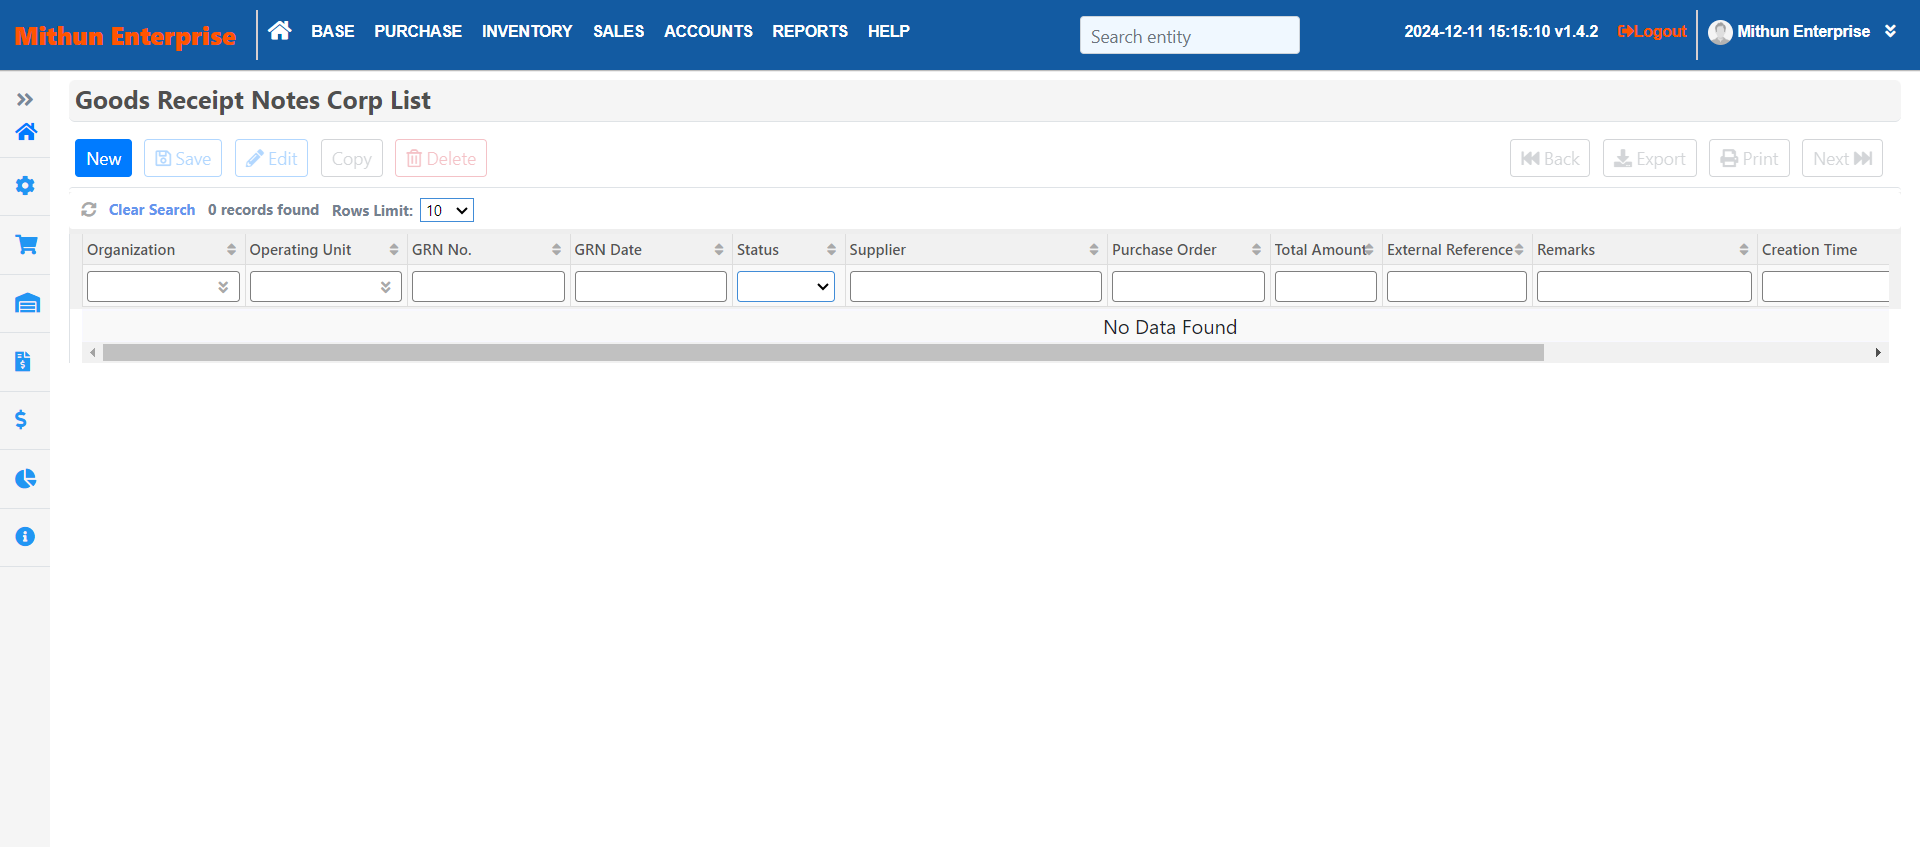 Mithun Enterprise
BASE PURCHASE INVENTORY SALES ACCOUNTS REPORTS HELP
Search entity
2024-12-11 15:15:10 v1.4.2
Logout
Mithun Enterprise
Goods Receipt Notes Corp List
New Save Edit Copy Delete
Back Export Print Next
Clear Search 0 records found Rows Limit: 10
Organization Operating Unit GRN No. GRN Date Status Supplier Purchase Order Total Amount External Reference Remarks Creation Time
No Data Found